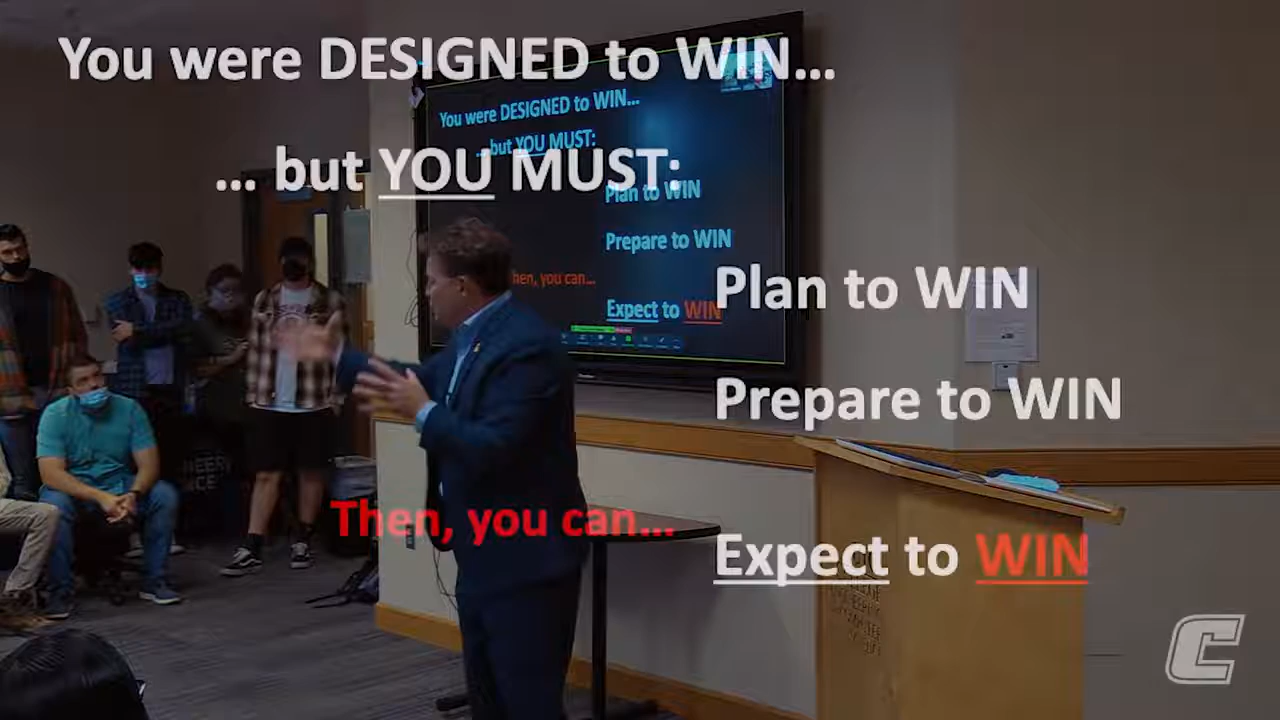 You were DESIGNED to WIN...
... but YOU MUST:
Plan to WIN
Prepare to WIN
Then, you can...
Expect to WIN
You were DESIGNED to WIN...
... but YOU MUST:
Plan to WIN
Prepare to WIN
hen, you can...
Expect to WIN
C